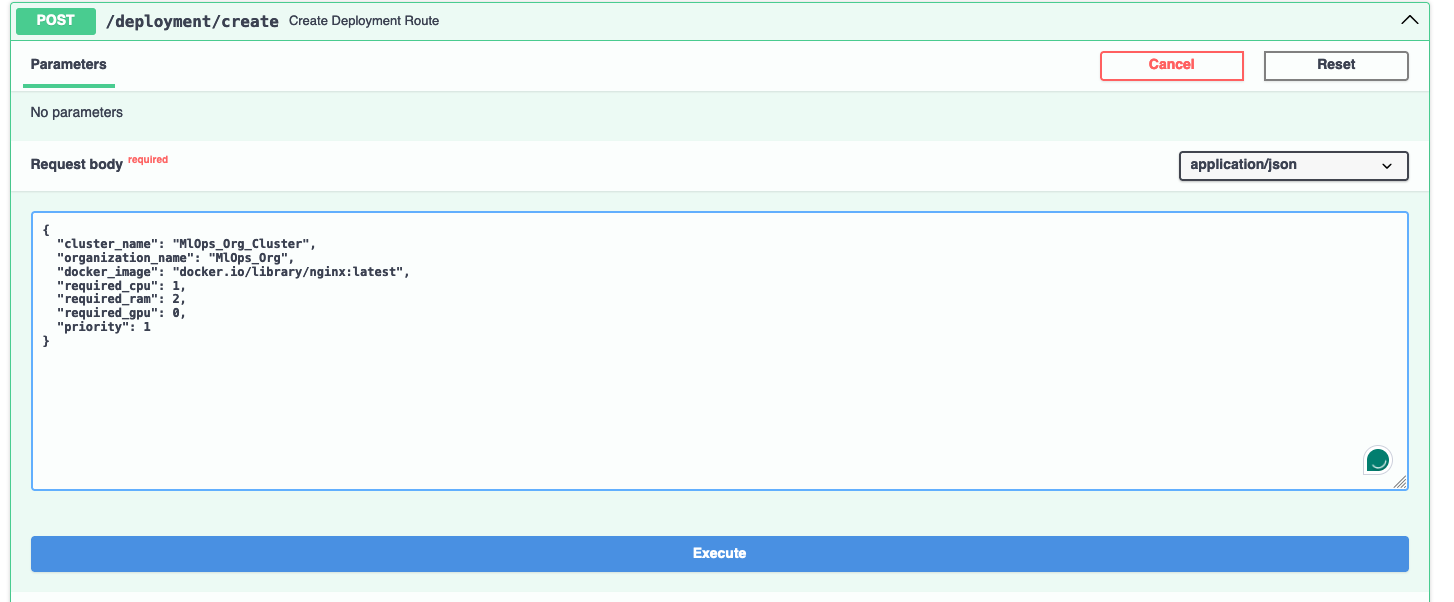 POST /deployment/create Create Deployment Route
Parameters
Cancel
Reset
No parameters
Request body required
application/json
{
  "cluster_name": "MlOps_Org_Cluster",
  "organization_name": "MlOps_Org",
  "docker_image": "docker.io/library/nginx:latest",
  "required_cpu": 1,
  "required_ram": 2,
  "required_gpu": 0,
  "priority": 1
}
Execute